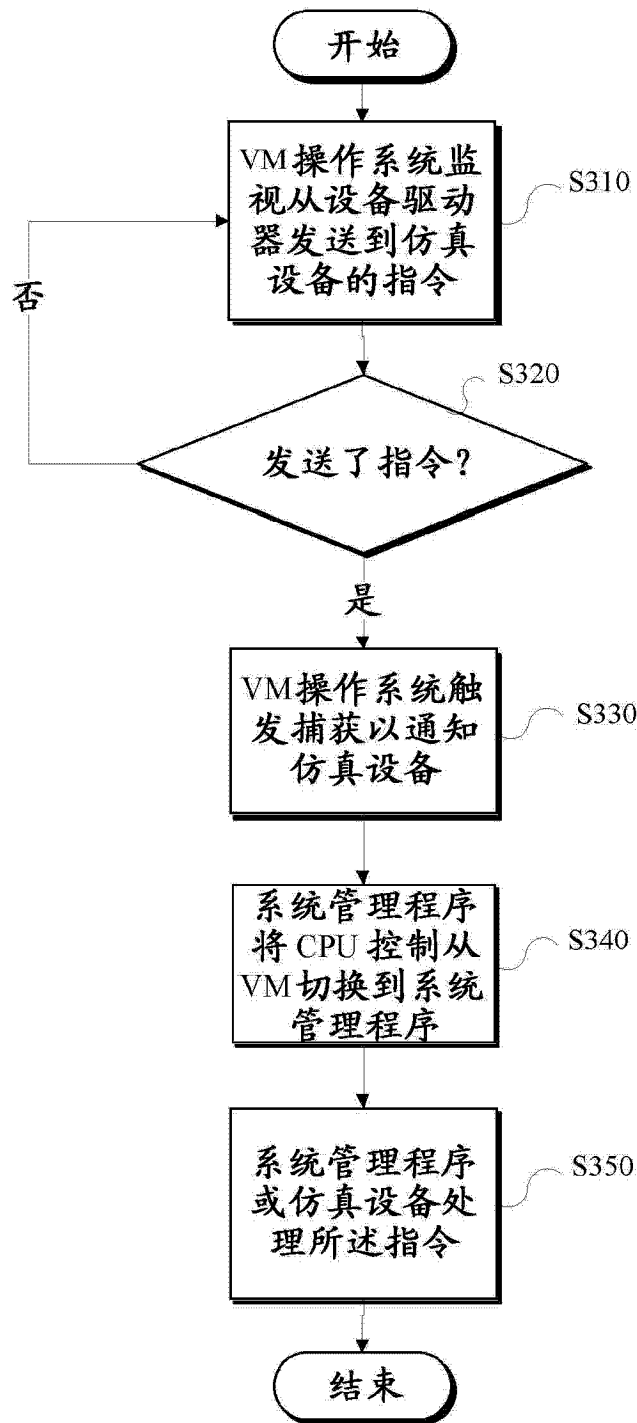 开始
VM操作系统监
视从设备驱动
器发送到仿真
设备的指令
S310
否
S320
发送了指令？
是
VM操作系统触
发捕获以通知
仿真设备
S330
系统管理程序
将CPU控制从
VM切换到系统
管理程序
S340
系统管理程序
或仿真设备处
理所述指令
S350
结束